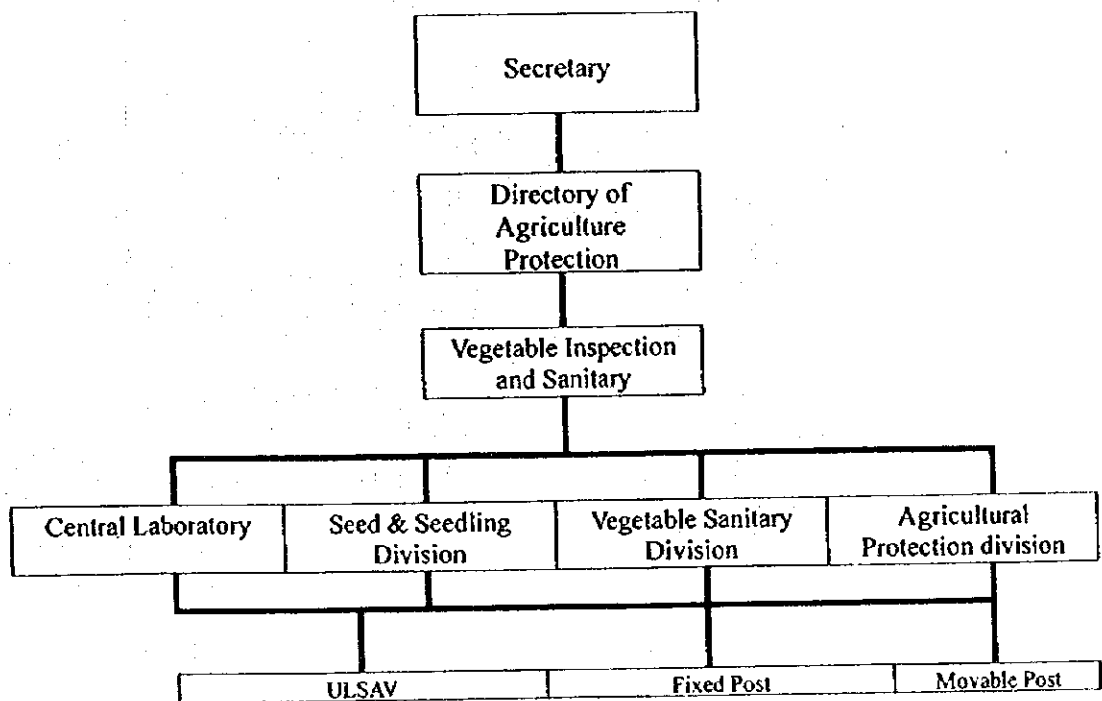 Secretary
Directory of
Agriculture
Protection
Vegetable Inspection
and Sanitary
Central Laboratory
Seed & Seedling
Division
Vegetable Sanitary
Division
Agricultural
Protection division
ULSAV
Fixed Post
Movable Post